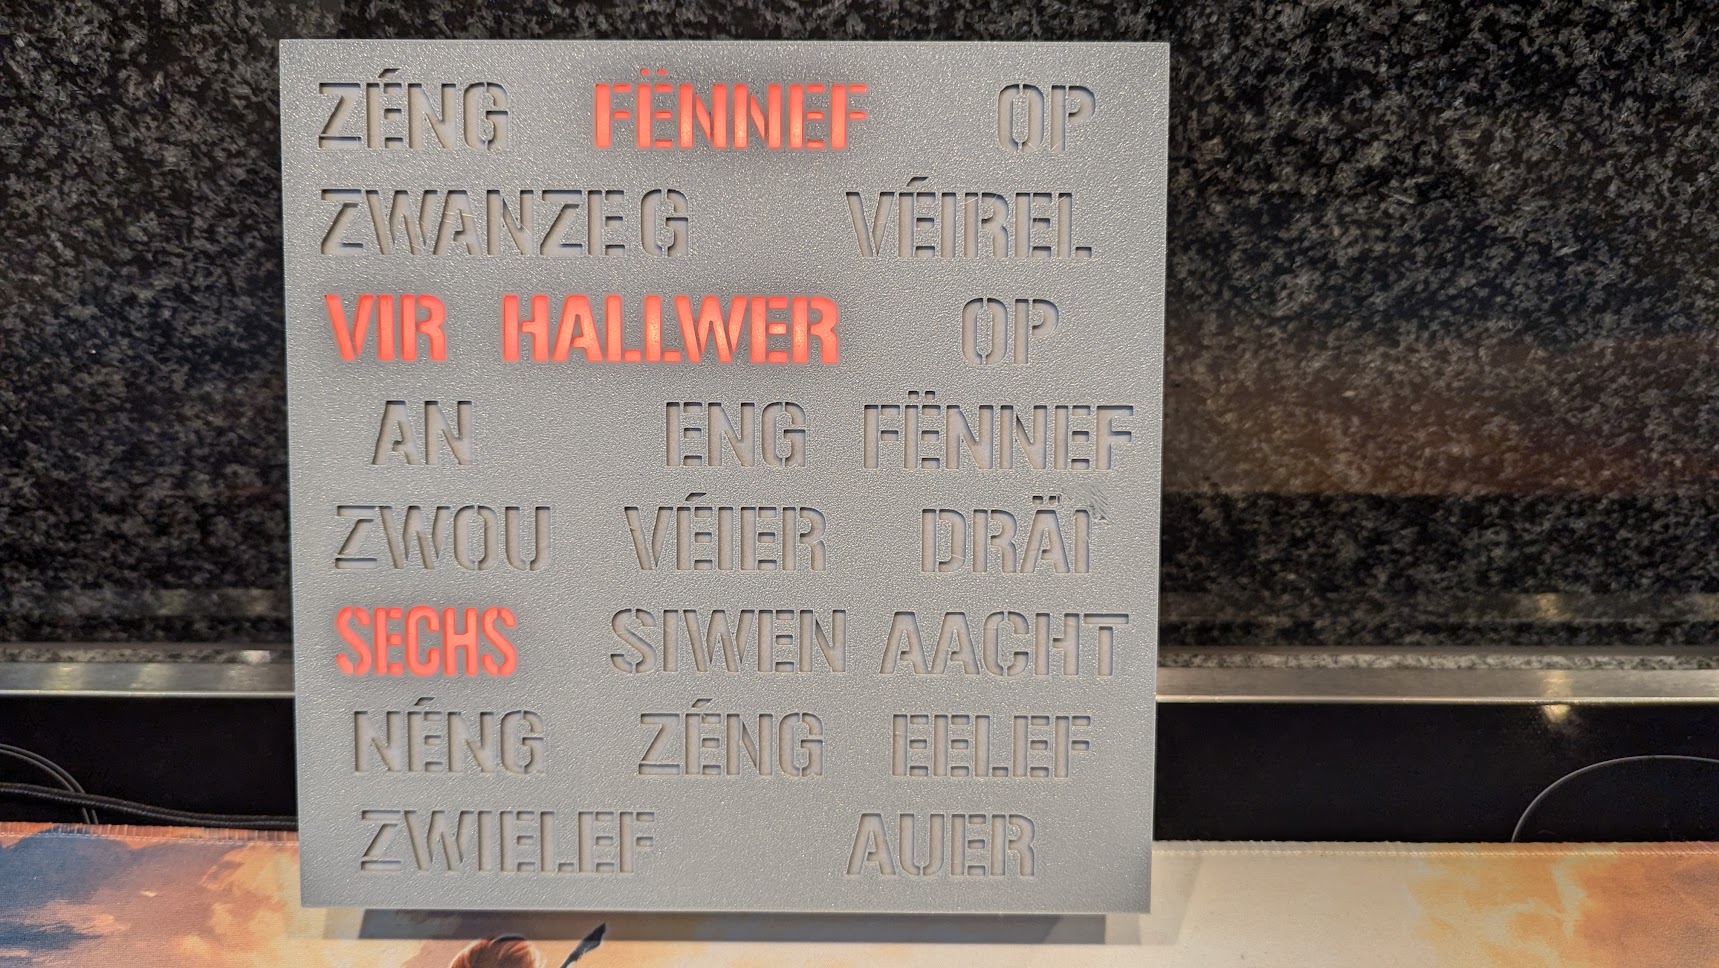 ZÉNG FËNNEF OP
ZWANZEG VÉIREL
VIR HALLWER OP
AN ENG FËNNEF
ZWOU VÉIER DRÄI
SECHS SIWEN AACHT
NÉNG ZÉNG EELEF
ZWIELEF AUER